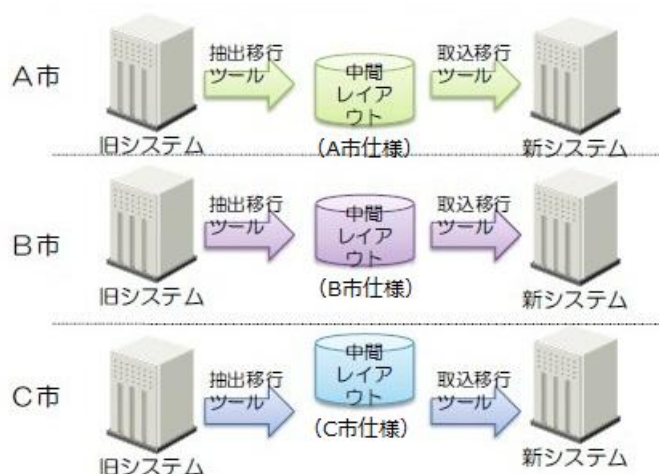 A市
抽出移行
ツール
中間
レイア
ウト
取込移行
ツール
旧システム
（A市仕様）
新システム
B市
抽出移行
ツール
中間
レイア
ウト
取込移行
ツール
旧システム
（B市仕様）
新システム
C市
抽出移行
ツール
中間
レイア
ウト
取込移行
ツール
旧システム
（C市仕様）
新システム